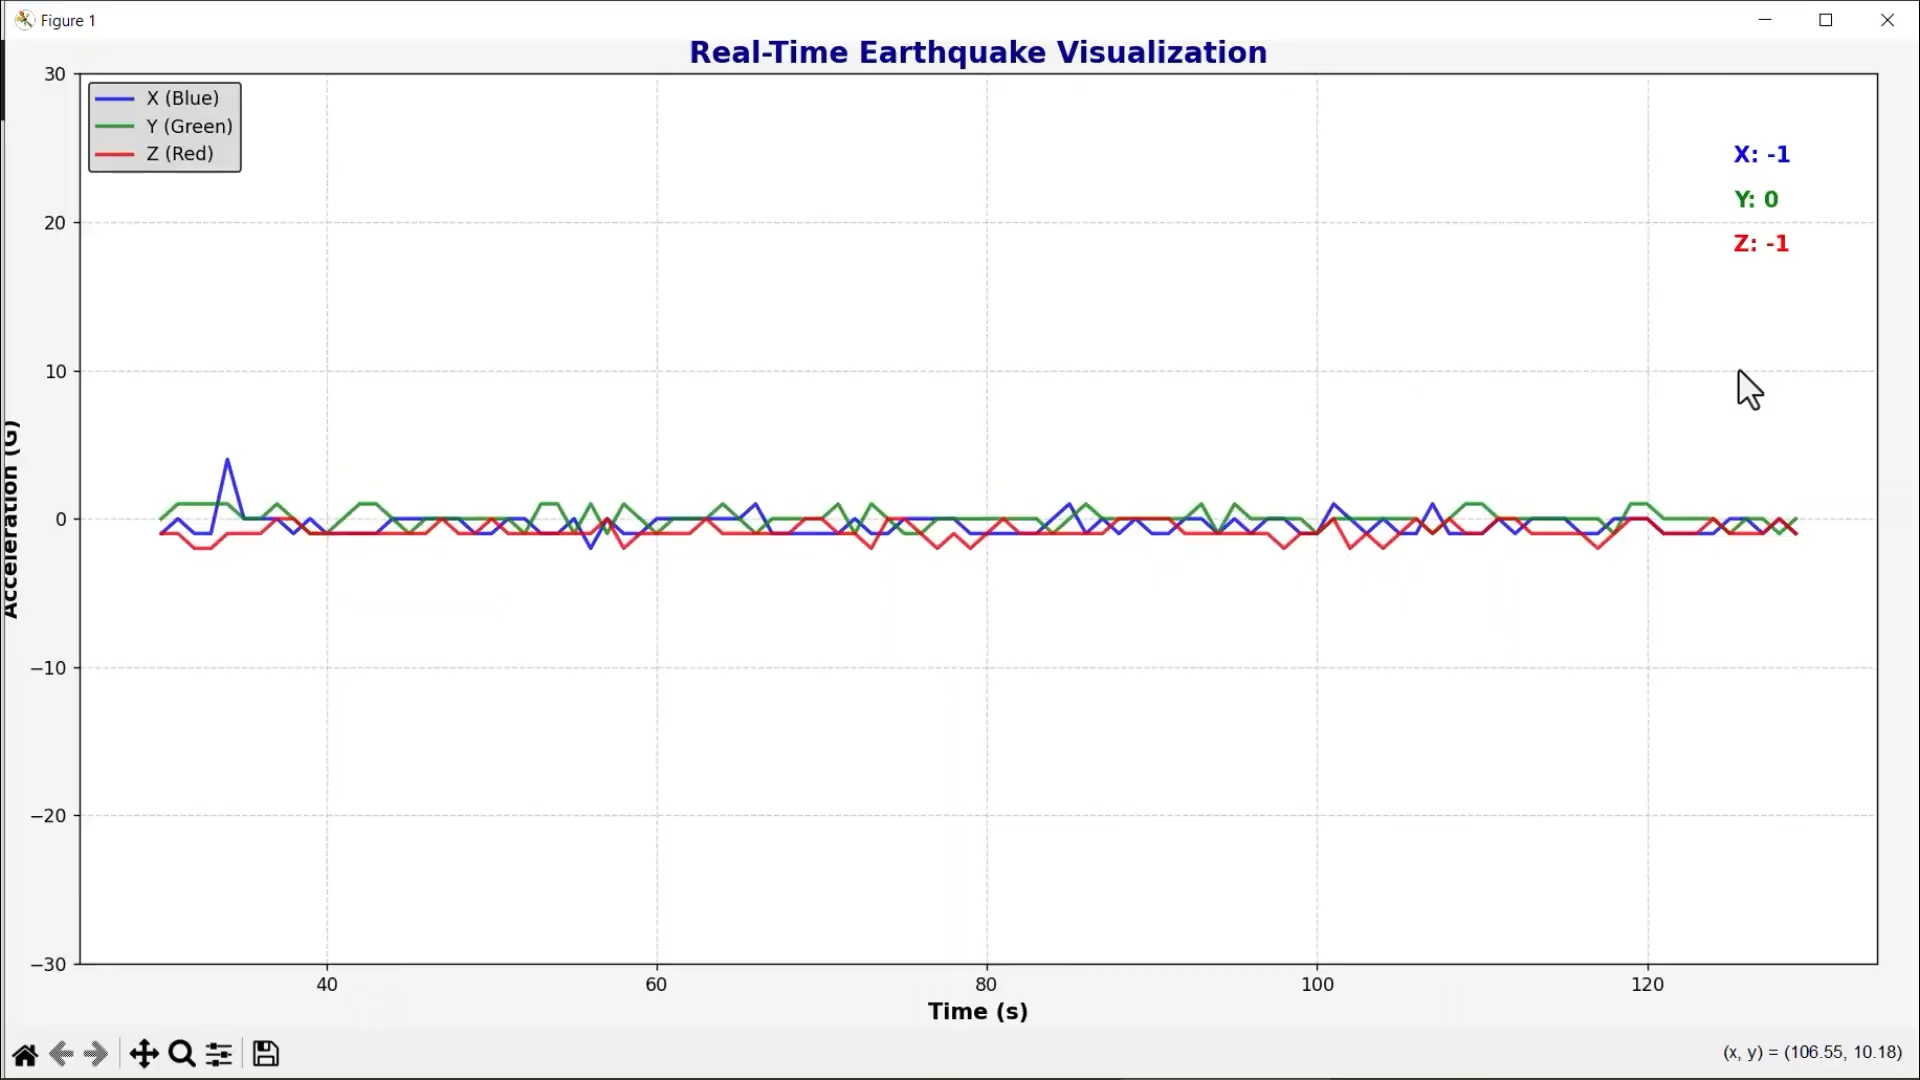 Figure 1
Real-Time Earthquake Visualization
30
20
10
0
−10
−20
−30
Acceleration (G)
X (Blue)
Y (Green)
Z (Red)
X: -1
Y: 0
Z: -1
40 60 80 100 120
Time (s)
(x, y) = (106.55, 10.18)